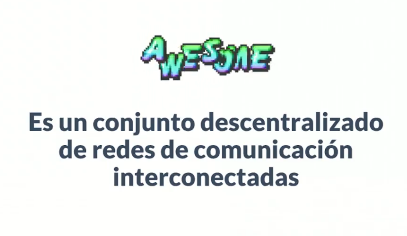 AWESOME
Es un conjunto descentralizado
de redes de comunicación
interconectadas